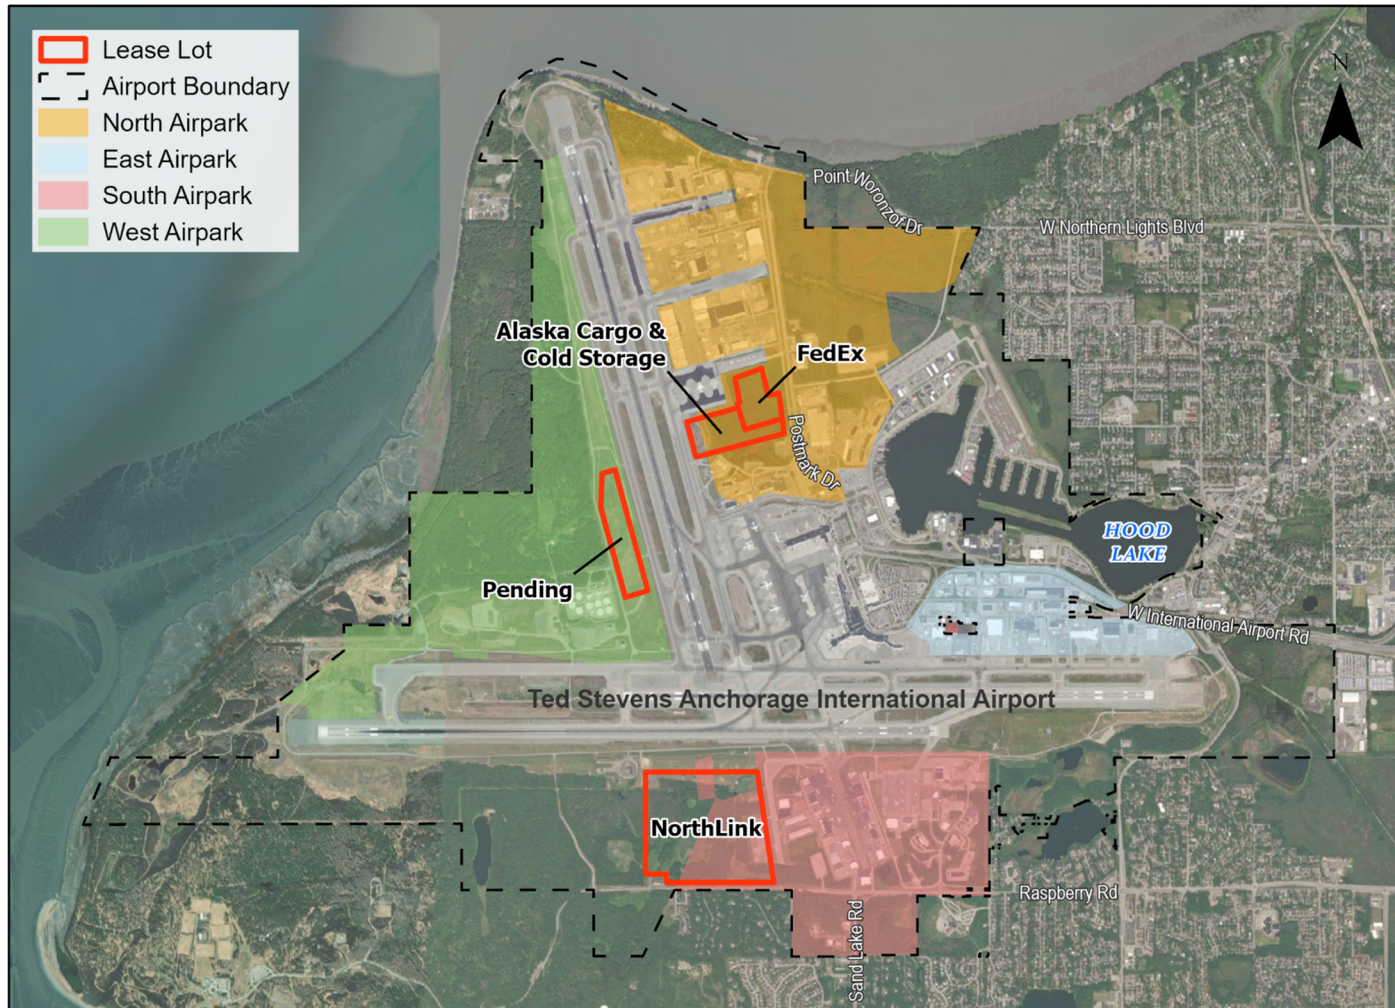 Lease Lot
Airport Boundary
North Airpark
East Airpark
South Airpark
West Airpark
N
Point Woronzof Dr
W Northern Lights Blvd
Alaska Cargo &
Cold Storage
FedEx
Postmark Dr
HOOD
LAKE
Pending
W International Airport Rd
Ted Stevens Anchorage International Airport
NorthLink
Raspberry Rd
Sand Lake Rd